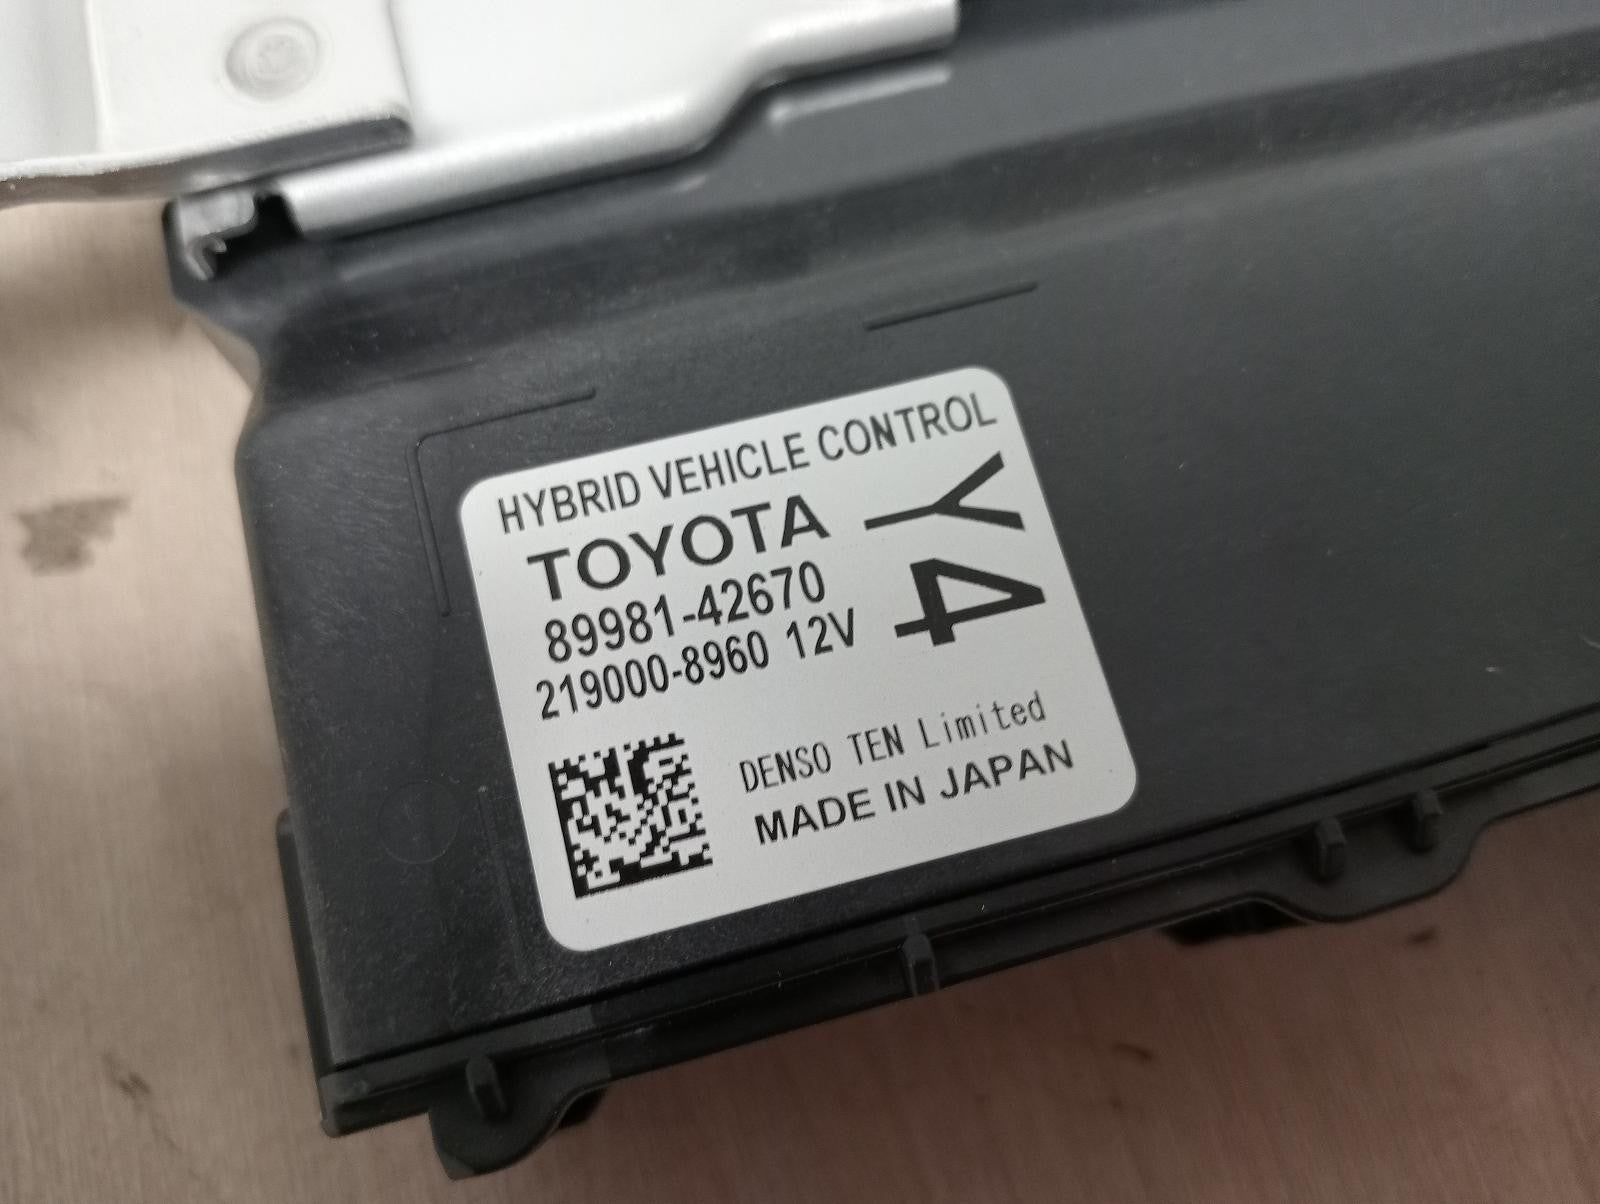 HYBRID VEHICLE CONTROL
TOYOTA
89981-42670
219000-8960 12V
Y4
DENSO TEN Limited
MADE IN JAPAN